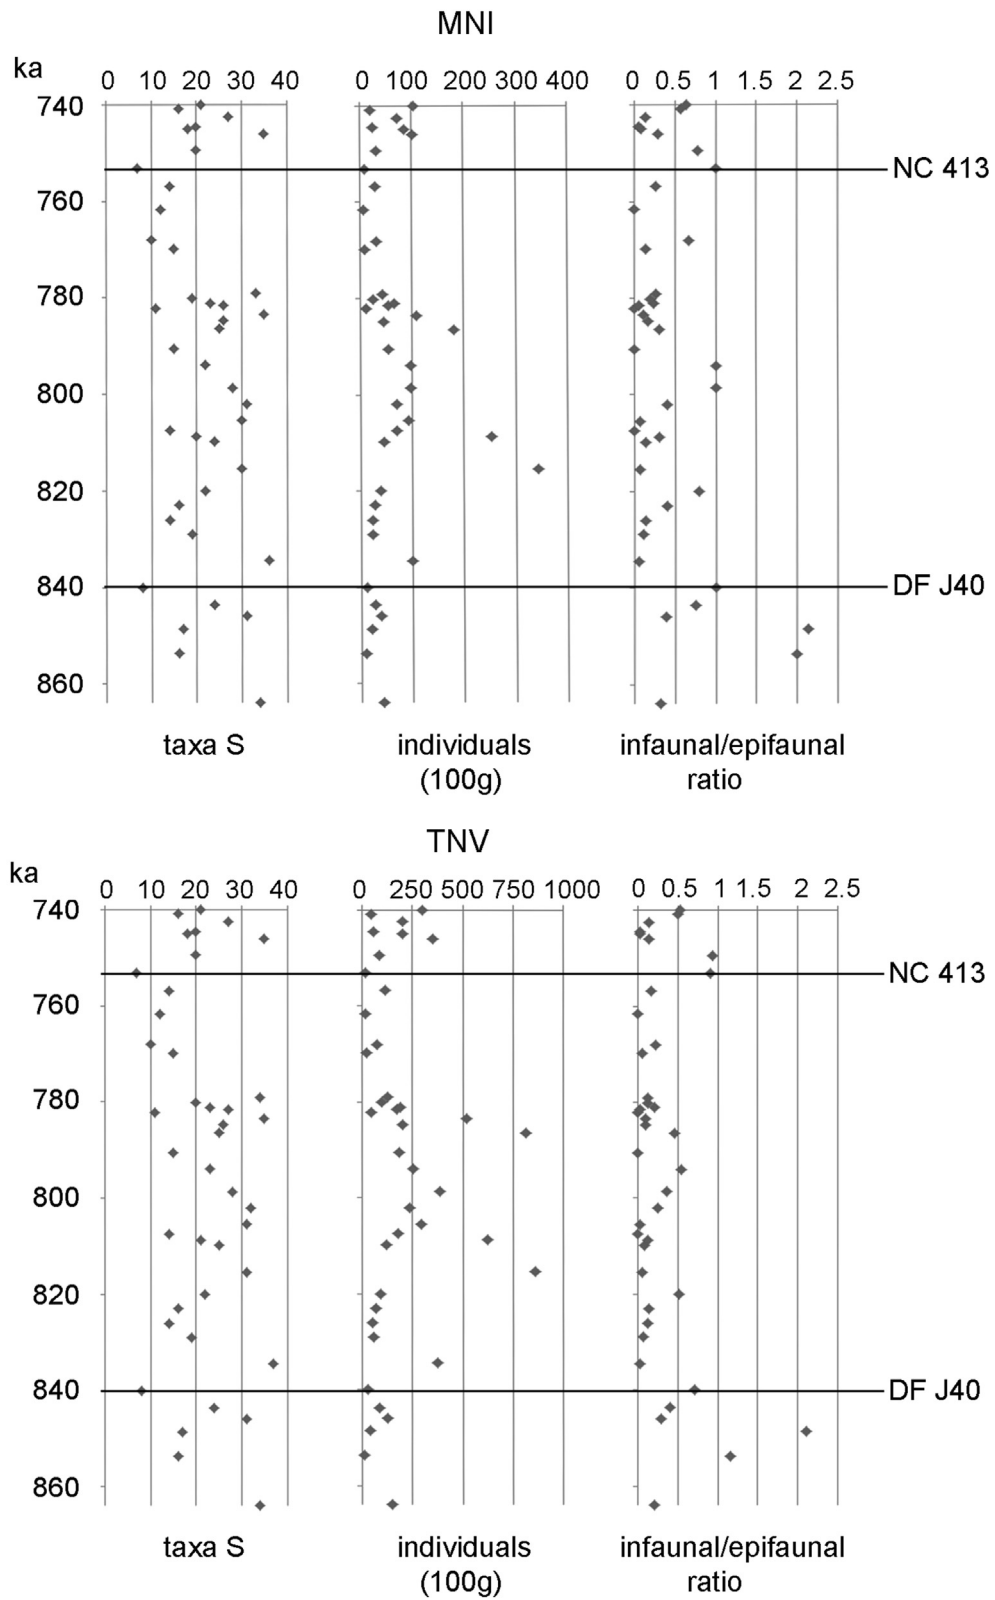 MNI
ka
0 10 20 30 40 0 100 200 300 400 0 0.5 1 1.5 2 2.5
740
NC 413
760
780
800
820
840 DF J40
860
taxa S individuals infaunal/epifaunal
(100g) ratio
TNV
ka
0 10 20 30 40 0 250 500 750 1000 0 0.5 1 1.5 2 2.5
740
NC 413
760
780
800
820
840 DF J40
860
taxa S individuals infaunal/epifaunal
(100g) ratio